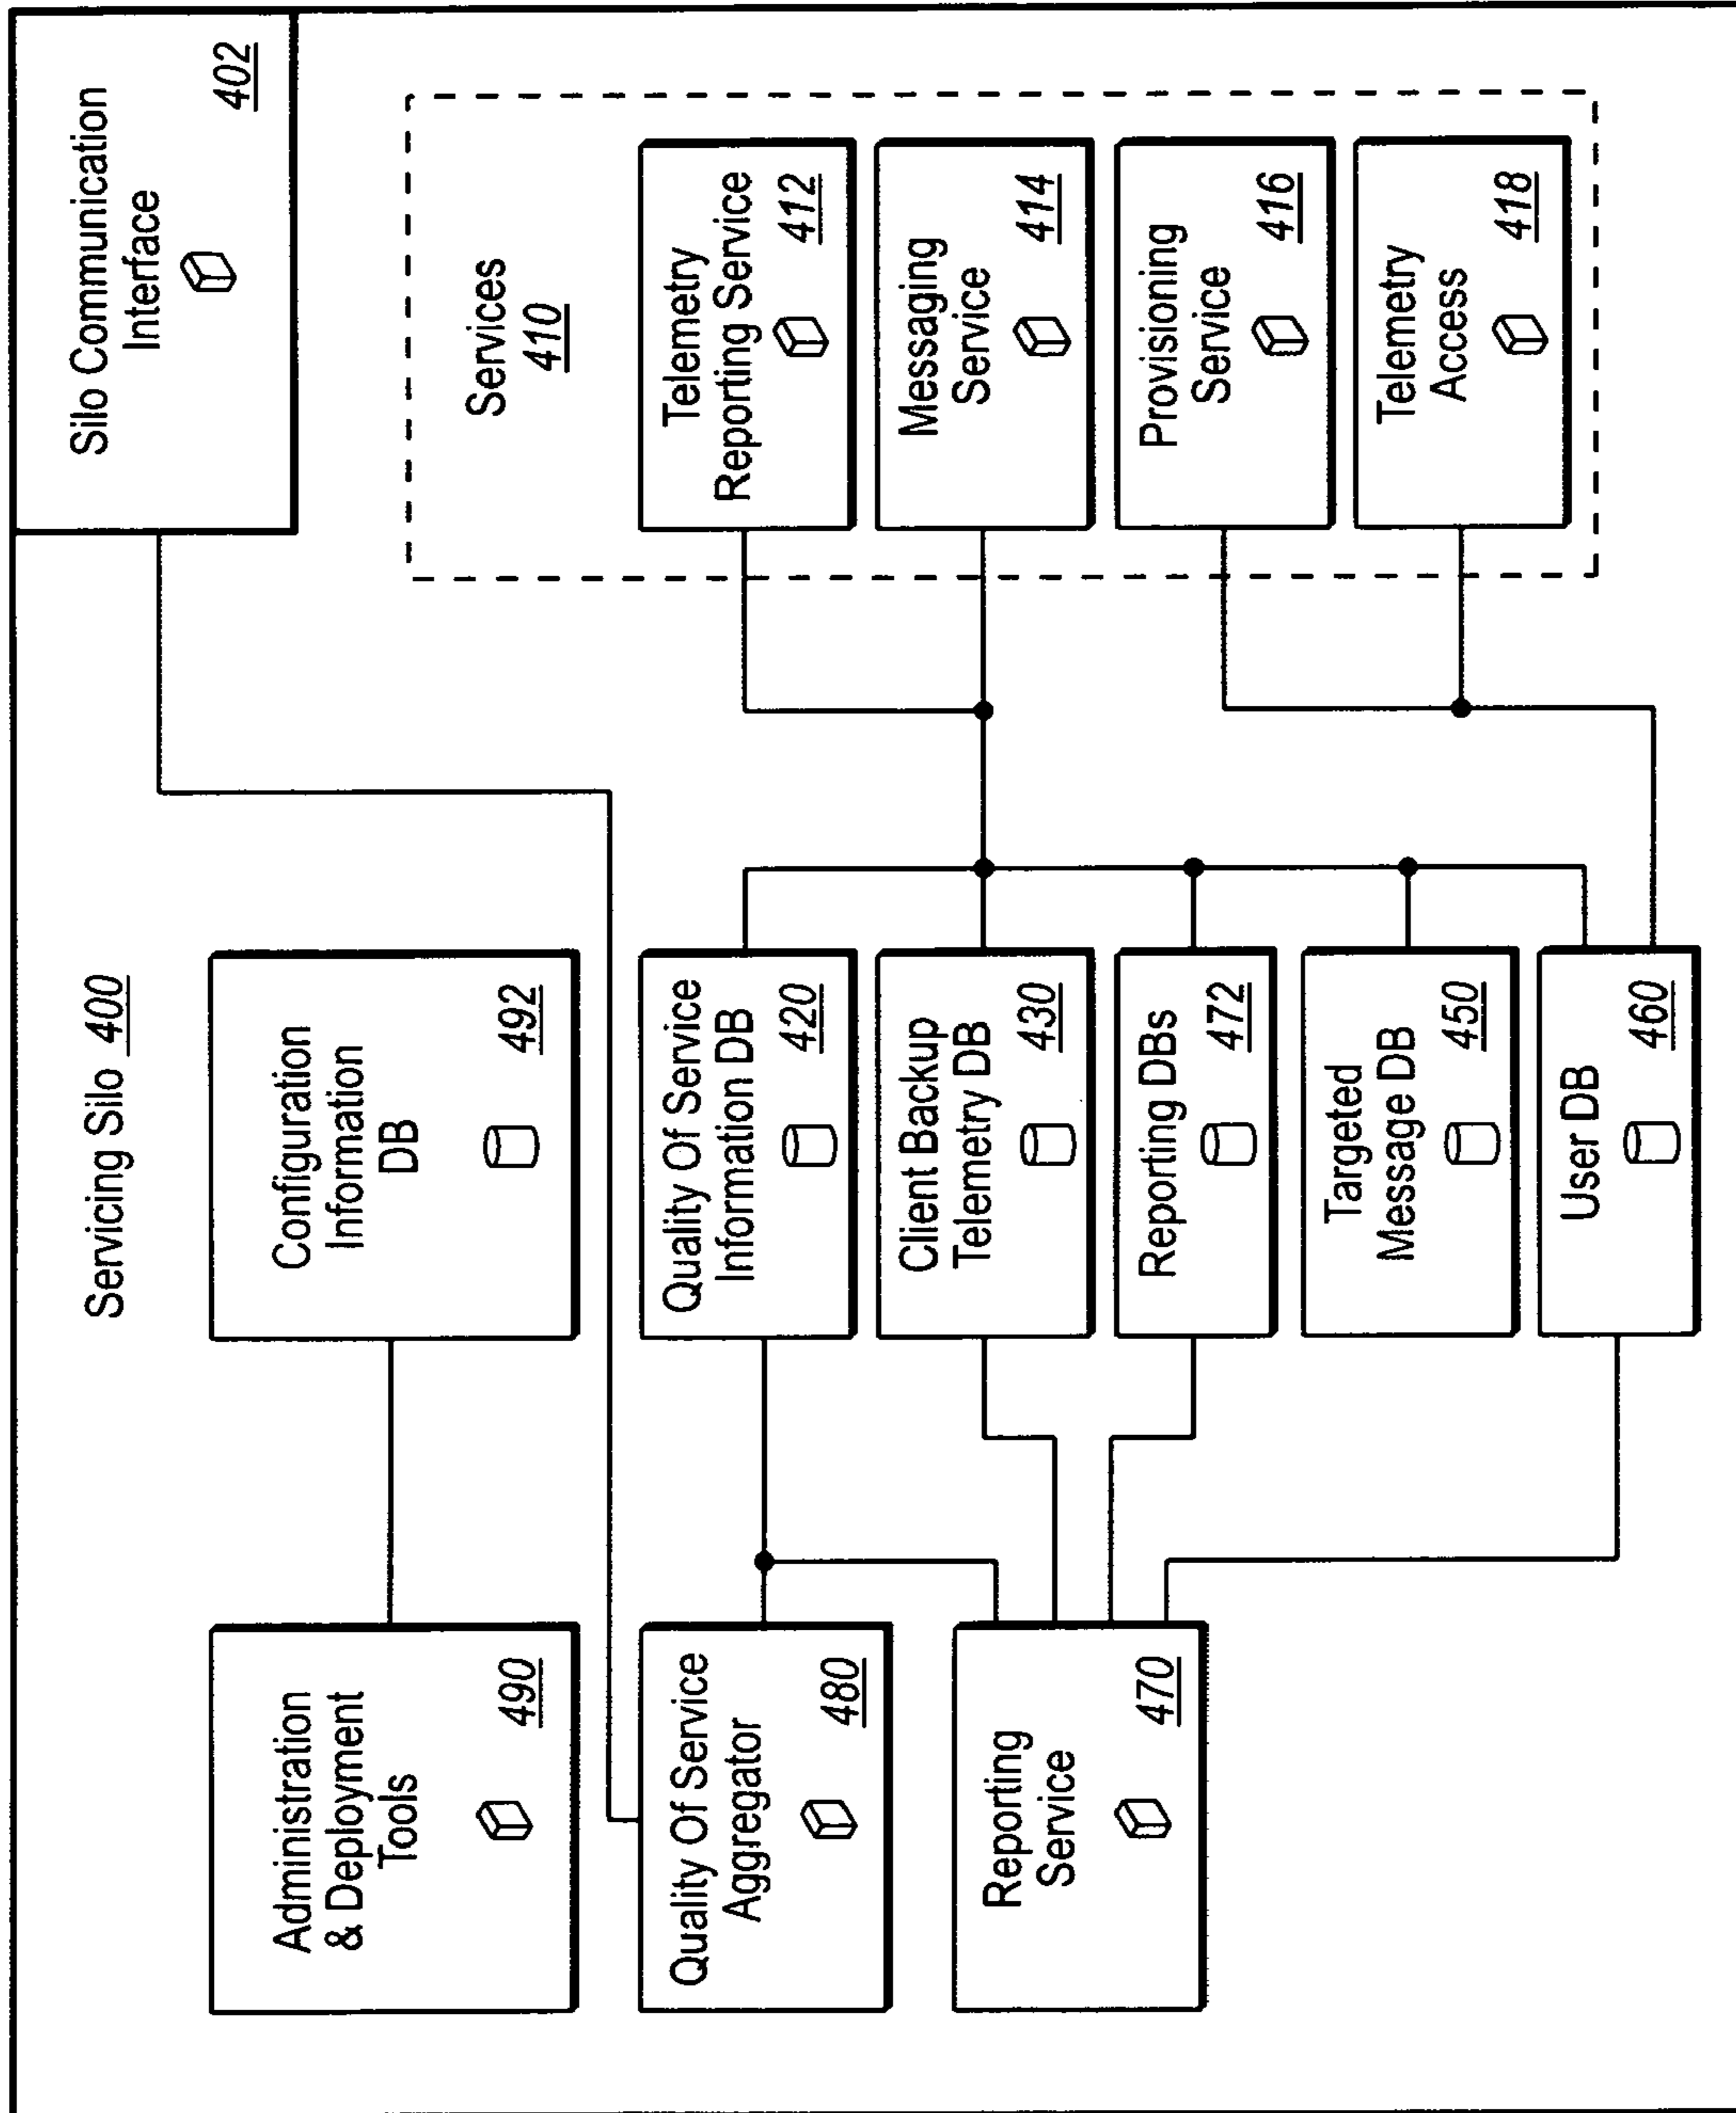 Servicing Silo 400
Silo Communication
Interface
402
Administration
& Deployment
Tools
490
Configuration
Information
DB
492
Services
410
Quality Of Service
Aggregator
480
Quality Of Service
Information DB
420
Telemetry
Reporting Service
412
Reporting
Service
470
Client Backup
Telemetry DB
430
Messaging
Service
414
Reporting DBs
472
Provisioning
Service
416
Targeted
Message DB
450
Telemetry
Access
418
User DB
460